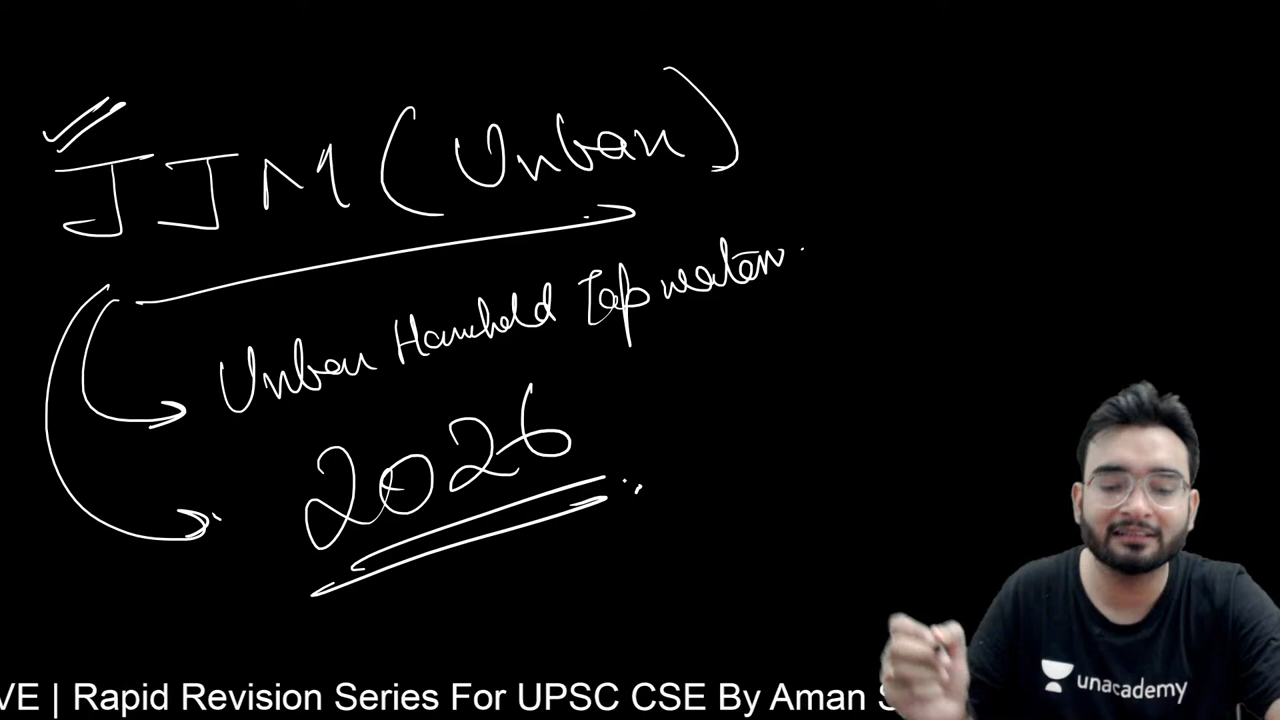 JJM (Urban)
Urban Household Tap water.
2026
unacademy
VE | Rapid Revision Series For UPSC CSE By Aman S